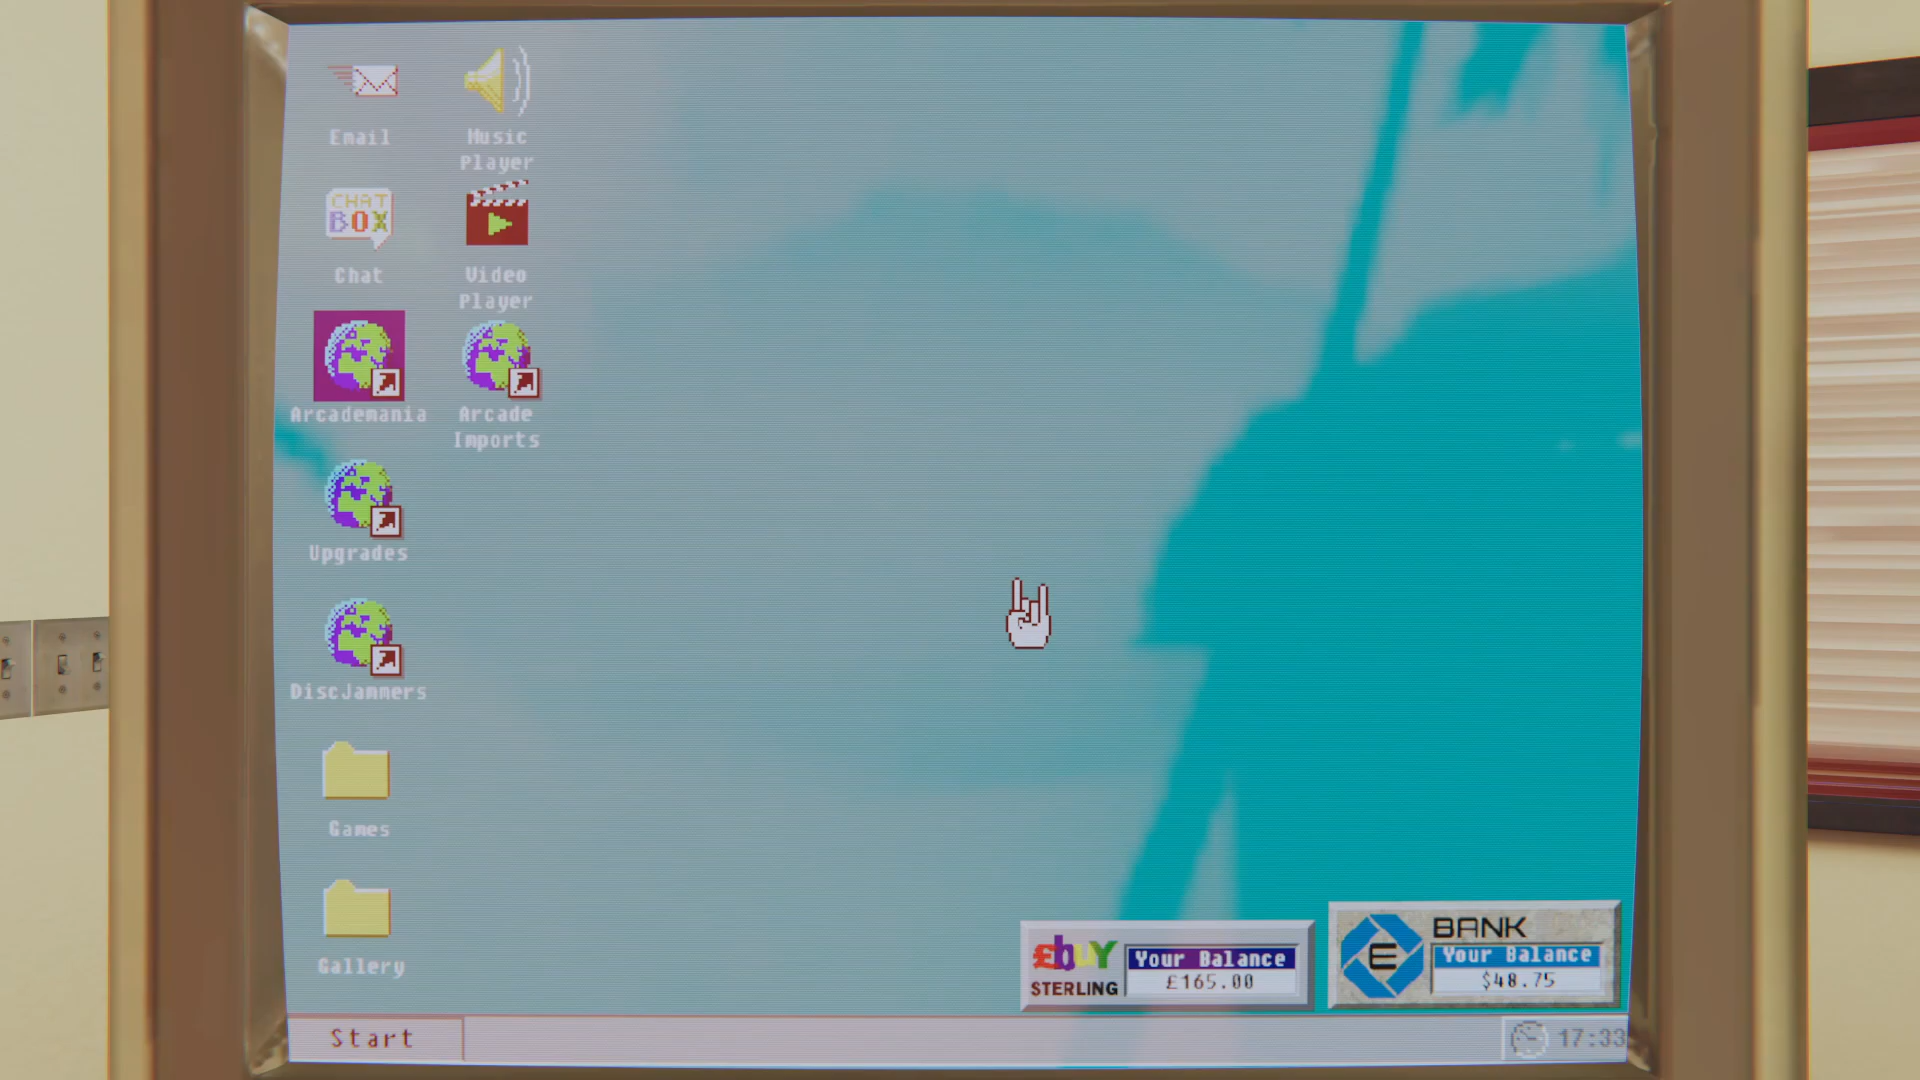 Email
Music
Player
CHAT
BOX
Chat
Video
Player
Arcademania
Arcade
Imports
Upgrades
DiscJammers
Games
Gallery
£buY
STERLING
Your Balance
£165.00
E
BANK
Your Balance
$48.75
Start
17:33